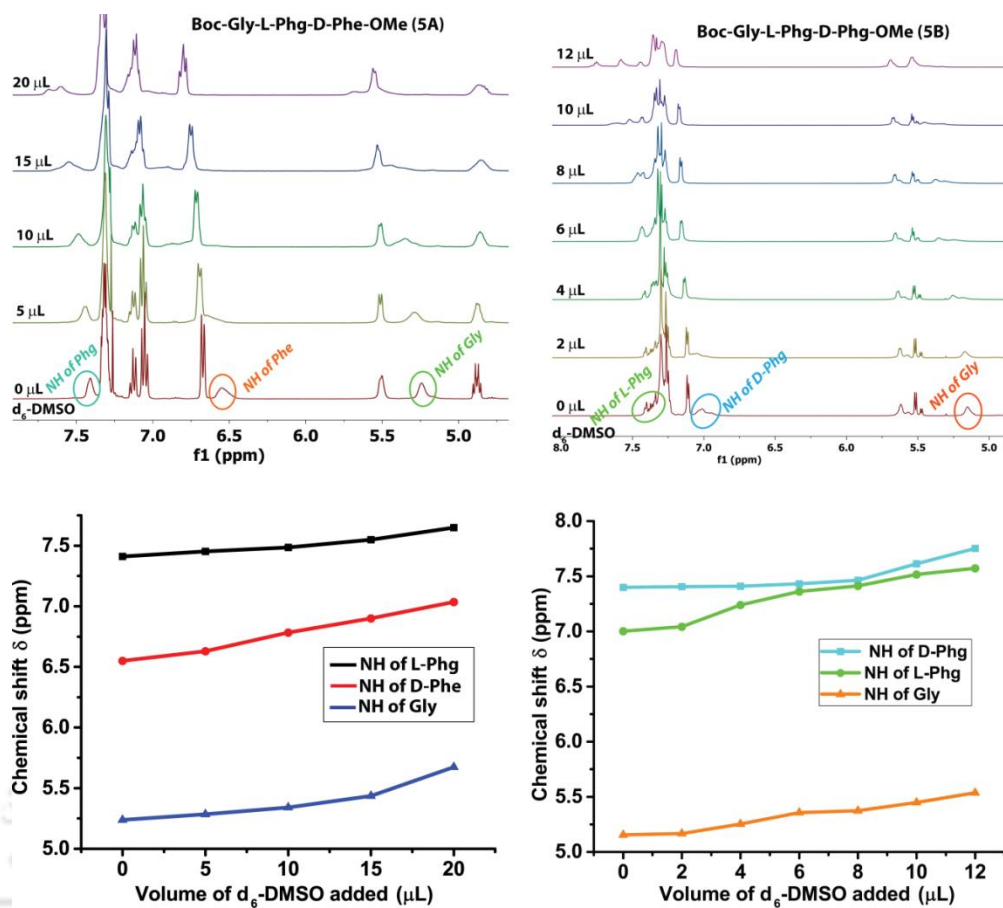 Boc-Gly-L-Phg-D-Phe-OMe (5A)
20 μL
15 μL
10 μL
5 μL
0 μL
d6-DMSO
NH of Phg
NH of Phe
NH of Gly
7.5 7.0 6.5 6.0 5.5 5.0
f1 (ppm)
Boc-Gly-L-Phg-D-Phg-OMe (5B)
12 μL
10 μL
8 μL
6 μL
4 μL
2 μL
0 μL
d6-DMSO
NH of L-Phg
NH of D-Phg
NH of Gly
8.0 7.5 7.0 6.5 6.0 5.5 5.0
f1 (ppm)
Chemical shift δ (ppm)
7.5
7.0
6.5
6.0
5.5
5.0
NH of L-Phg
NH of D-Phe
NH of Gly
0 5 10 15 20
Volume of d6-DMSO added (μL)
Chemical shift δ (ppm)
8.0
7.5
7.0
6.5
6.0
5.5
5.0
NH of D-Phg
NH of L-Phg
NH of Gly
0 2 4 6 8 10 12
Volume of d6-DMSO added (μL)